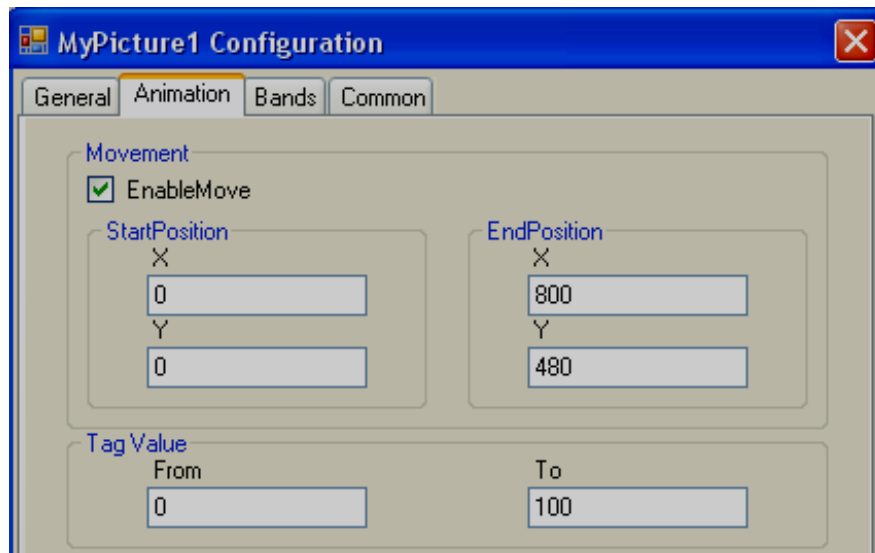 MyPicture1 Configuration
General Animation Bands Common
Movement
EnableMove
StartPosition EndPosition
X X
0 800
Y Y
0 480
Tag Value
From To
0 100